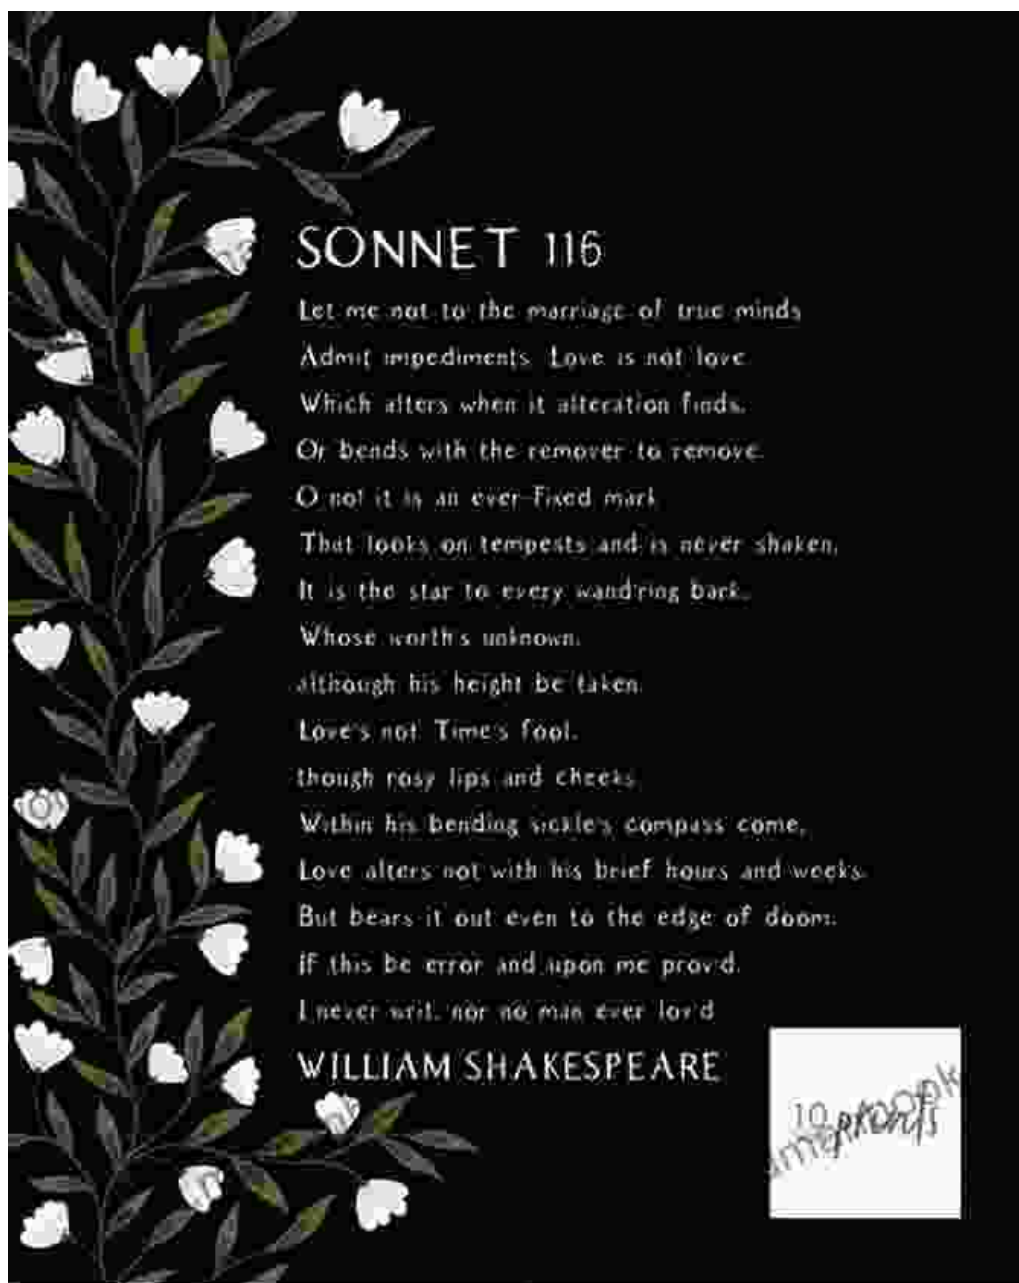 SONNET 116
Let me not to the marriage of true minds
Admit impediments. Love is not love
Which alters when it alteration finds,
Or bends with the remover to remove.
O not it is an ever-fixed mark
That looks on tempests and is never shaken,
It is the star to every wand'ring bark,
Whose worth's unknown,
although his height be taken
Love's not Time's fool,
though rosy lips and cheeks
Within his bending sickle's compass come,
Love alters not with his brief hours and weeks
But bears it out even to the edge of doom.
if this be error and upon me prov'd,
I never writ, nor no man ever lov'd
WILLIAM SHAKESPEARE
10
prints